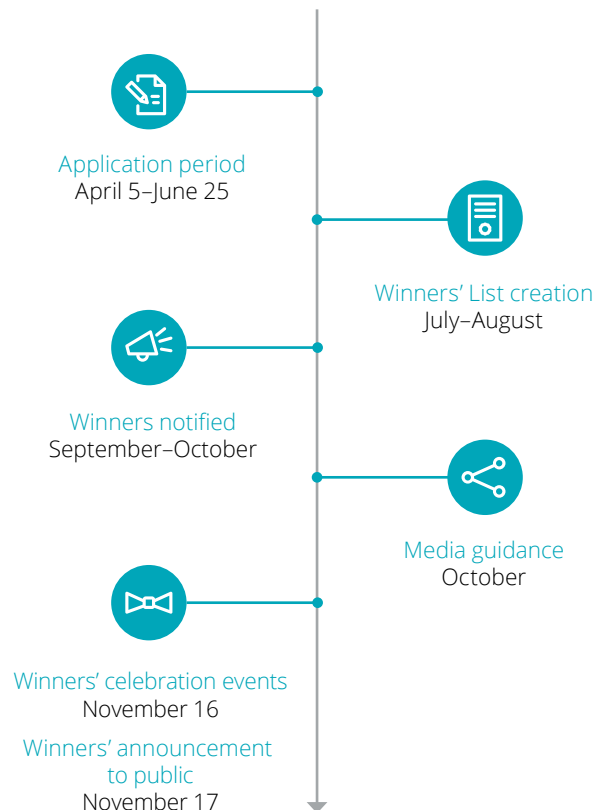 Application period
April 5–June 25
Winners’ List creation
July–August
Winners notified
September–October
Media guidance
October
Winners’ celebration events
November 16
Winners’ announcement
to public
November 17